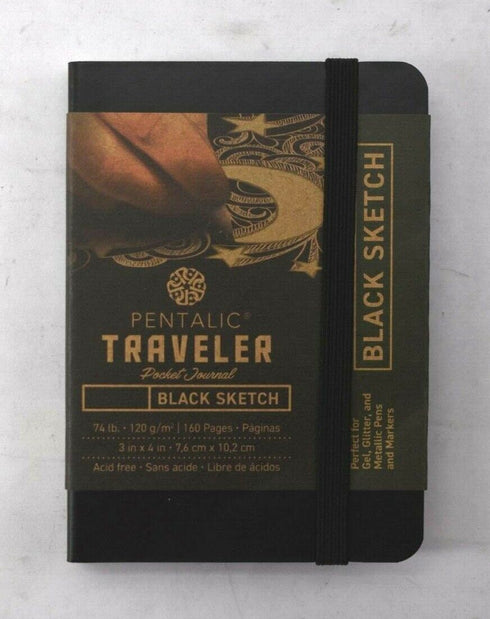 PENTALIC®
TRAVELER
Pocket Journal
BLACK SKETCH
74 lb. • 120 g/m² | 160 Pages • Páginas
3 in x 4 in • 7,6 cm x 10,2 cm
Acid free • Sans acide • Libre de ácidos
BLACK SKETCH
Perfect for
Gel, Glitter, and
Metallic Pens
and Markers